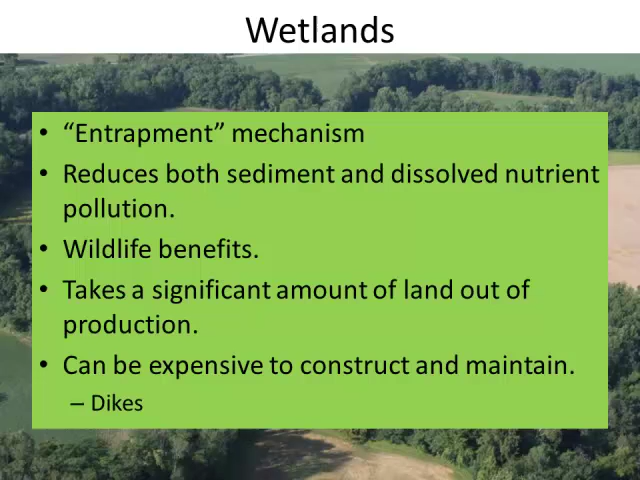 Wetlands
• “Entrapment” mechanism
• Reduces both sediment and dissolved nutrient
pollution.
• Wildlife benefits.
• Takes a significant amount of land out of
production.
• Can be expensive to construct and maintain.
– Dikes